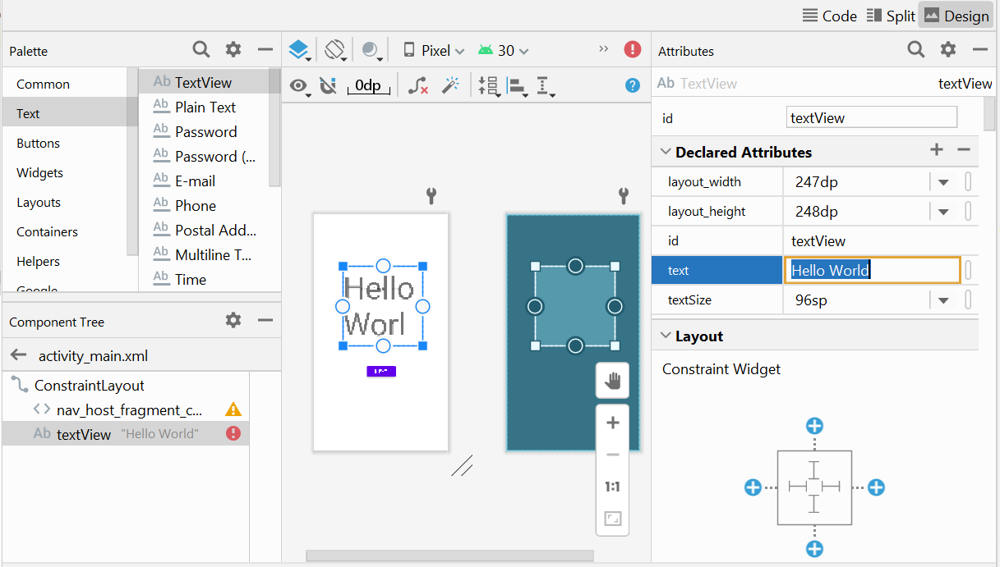 Code Split Design
Palette
Common
Text
Buttons
Widgets
Layouts
Containers
Helpers
Google
Ab TextView
Ab Plain Text
Ab Password
Ab Password (...
Ab E-mail
Ab Phone
Ab Postal Add...
Ab Multiline T...
Ab Time
Component Tree
activity_main.xml
ConstraintLayout
nav_host_fragment_c...
Ab textView "Hello World"
Pixel 30
0dp
Hello
Worl
1:1
Attributes
Ab TextView textView
id textView
Declared Attributes
layout_width 247dp
layout_height 248dp
id textView
text Hello World
textSize 96sp
Layout
Constraint Widget